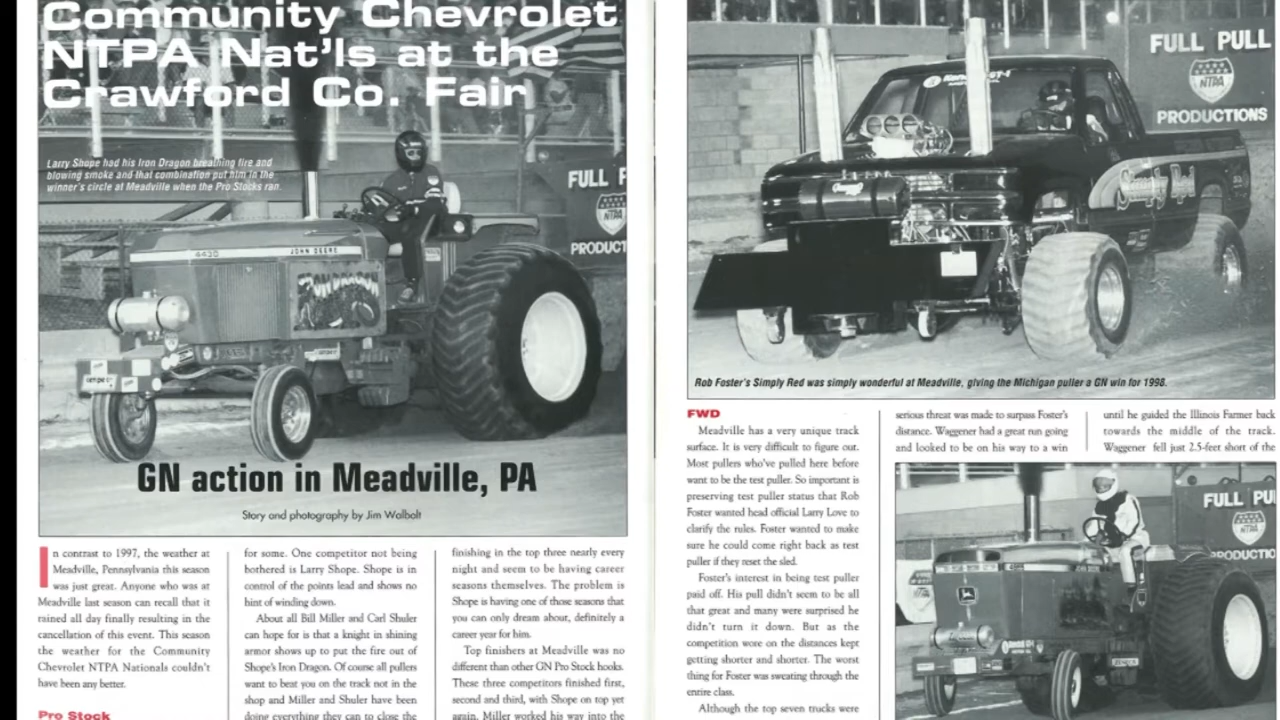 Community Chevrolet
NTPA Nat'ls at the
Crawford Co. Fair
Larry Shope had his Iron Dragon breathing fire and
blowing smoke and that combination put him in the
winner's circle at Meadville when the Pro Stocks ran.
FULL P
NTPA
PRODUCT
4430
JOHN DEERE
IRON DRAGON
GN action in Meadville, PA
Story and photography by Jim Walbolt
In contrast to 1997, the weather at
Meadville, Pennsylvania this season
was just great. Anyone who was at
Meadville last season can recall that it
rained all day finally resulting in the
cancellation of this event. This season
the weather for the Community
Chevrolet NTPA Nationals couldn't
have been any better.
Pro Stock
for some. One competitor not being
bothered is Larry Shope. Shope is in
control of the points lead and shows no
hint of winding down.
About all Bill Miller and Carl Shuler
can hope for is that a knight in shining
armor shows up to put the fire out of
Shope's Iron Dragon. Of course all pullers
want to beat you on the track not in the
shop and Miller and Shuler have been
doing everything they can to close the
finishing in the top three nearly every
night and seem to be having career
seasons themselves. The problem is
Shope is having one of those seasons that
you can only dream about, definitely a
career year for him.
Top finishers at Meadville was no
different than other GN Pro Stock hooks.
These three competitors finished first,
second and third, with Shope on top yet
again. Miller worked his way into the
FULL PULL
NTPA
PRODUCTIONS
Simply Red
Rob Foster's Simply Red was simply wonderful at Meadville, giving the Michigan puller a GN win for 1998.
FWD
Meadville has a very unique track
surface. It is very difficult to figure out.
Most pullers who've pulled here before
want to be the test puller. So important is
preserving test puller status that Rob
Foster wanted head official Larry Love to
clarify the rules. Foster wanted to make
sure he could come right back as test
puller if they reset the sled.
Foster's interest in being test puller
paid off. His pull didn't seem to be all
that great and many were surprised he
didn't turn it down. But as the
competition wore on the distances kept
getting shorter and shorter. The worst
thing for Foster was sweating through the
entire class.
Although the top seven trucks were
serious threat was made to surpass Foster's
distance. Waggener had a great run going
and looked to be on his way to a win
until he guided the Illinois Farmer back
towards the middle of the track.
Waggener fell just 2.5-feet short of the
FULL PU
NTPA
PRODUCTIO
JOHN DEERE